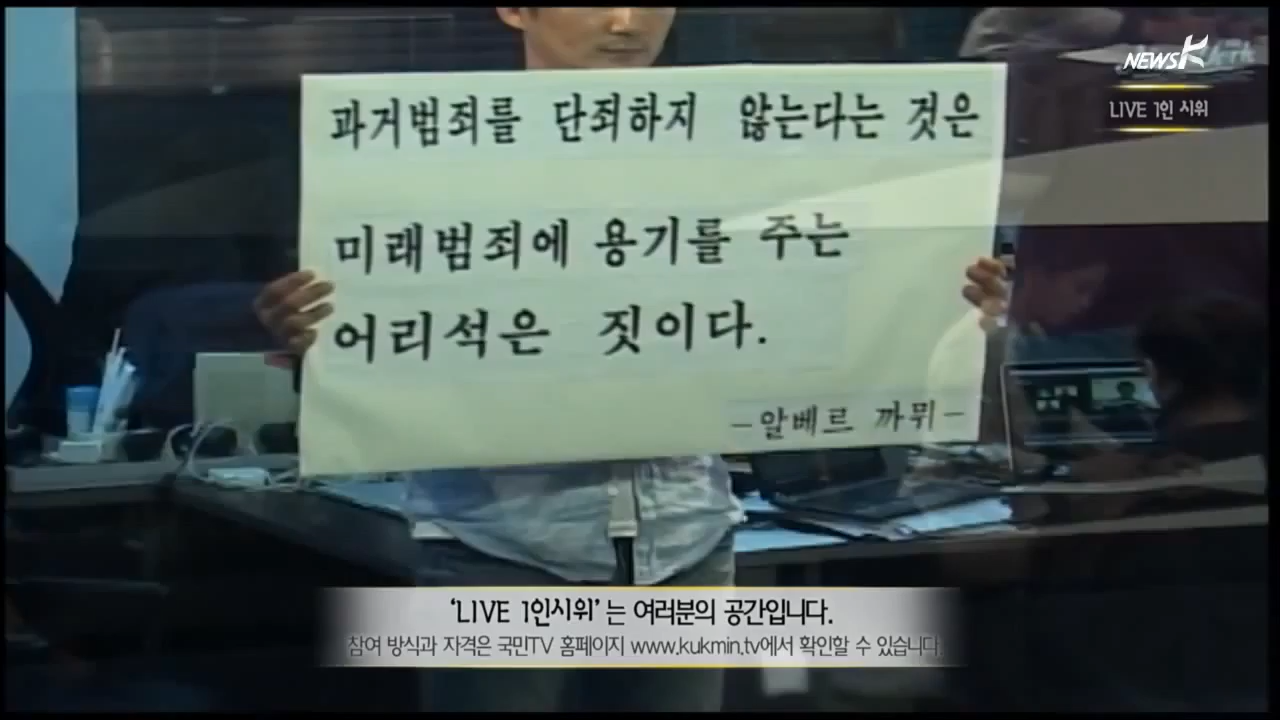 NEWSK
LIVE 1인 시위
과거범죄를 단죄하지 않는다는 것은
미래범죄에 용기를 주는
어리석은 짓이다.
-알베르 까뮈-
‘LIVE 1인시위’는 여러분의 공간입니다.
참여 방식과 자격은 국민TV 홈페이지 www.kukmin.tv에서 확인할 수 있습니다.